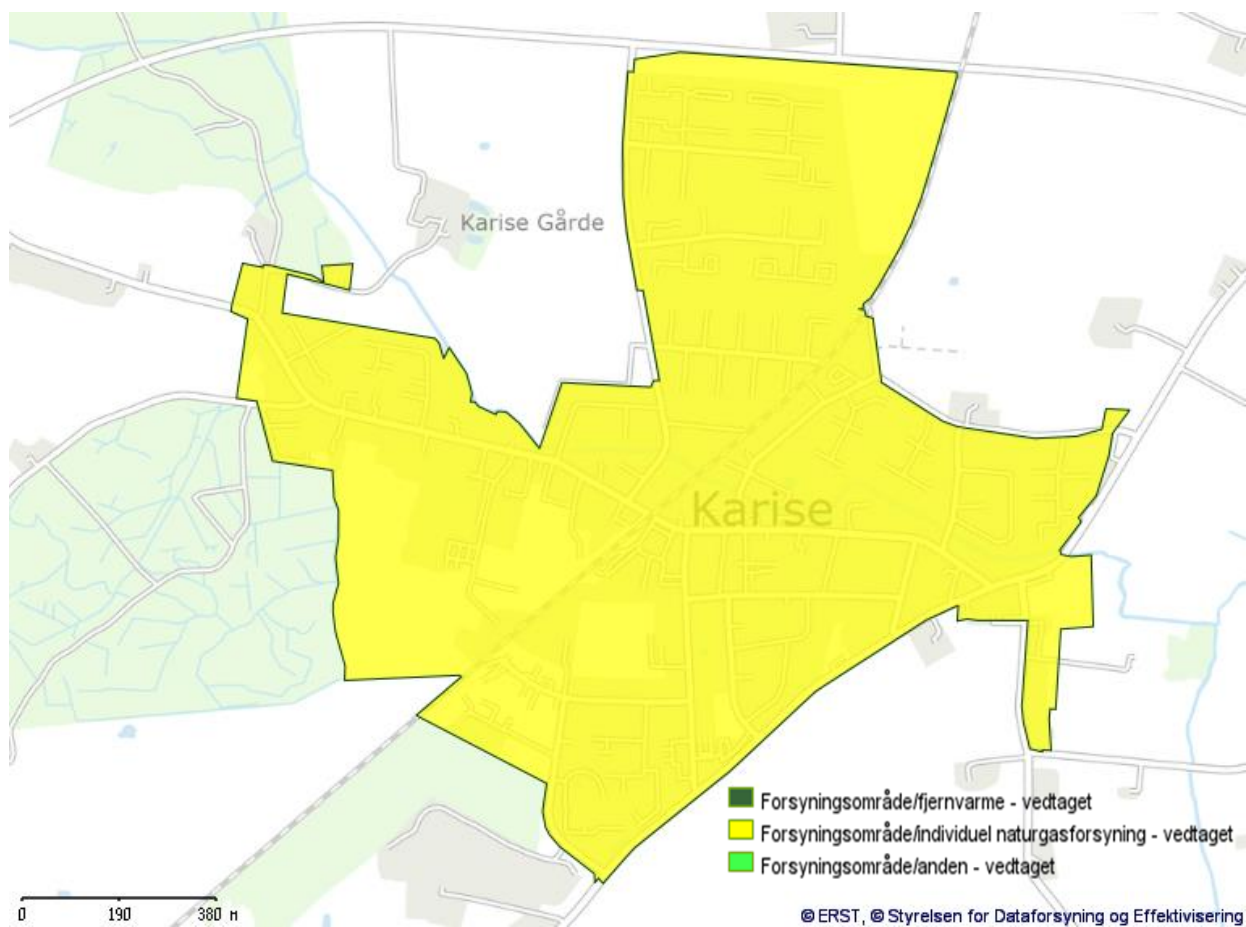 Karise Gårde
Karise
Forsyningsområde/fjernvarme - vedtaget
Forsyningsområde/individuel naturgasforsyning - vedtaget
Forsyningsområde/anden - vedtaget
0 190 380 M
© ERST, © Styrelsen for Dataforsyning og Effektivisering